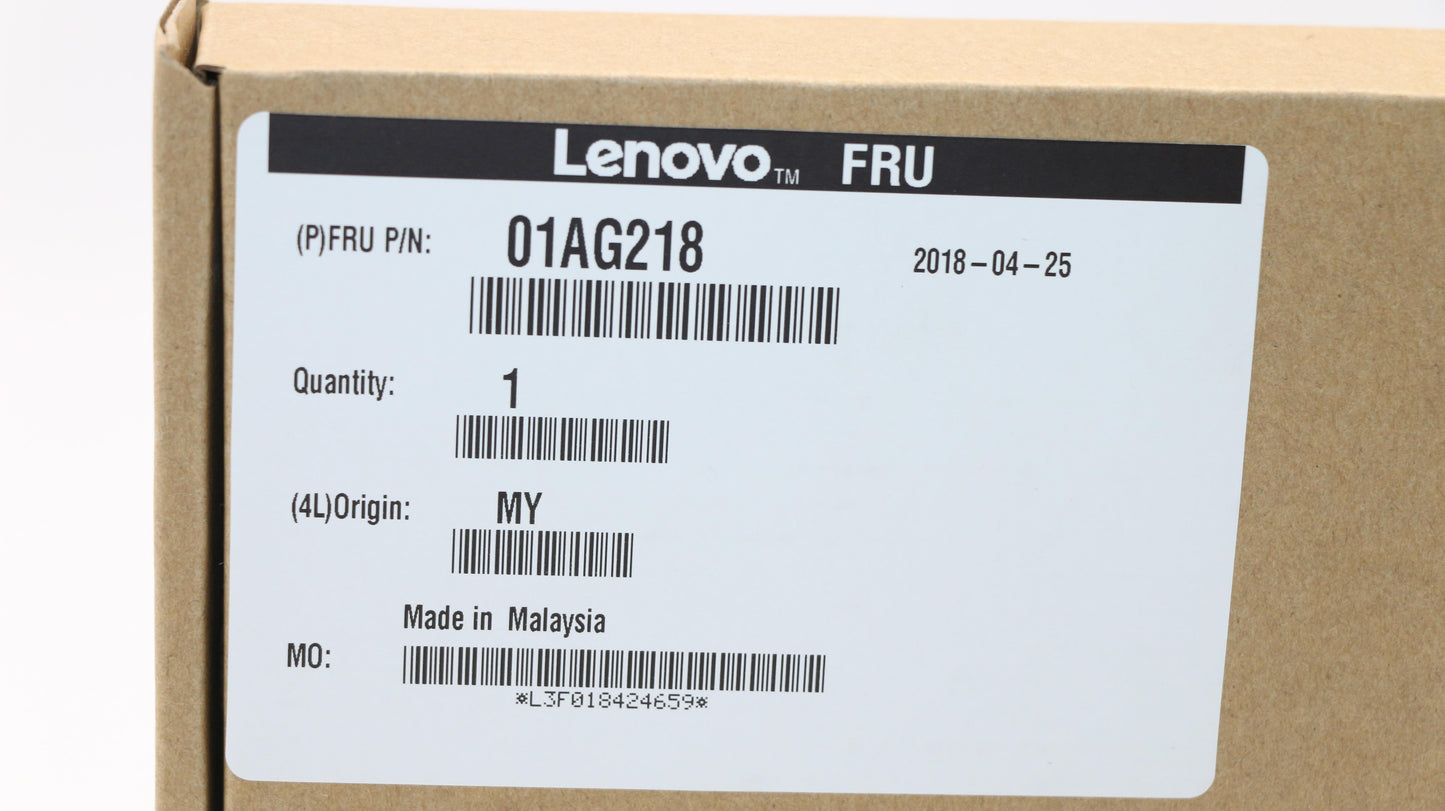 Lenovo™ FRU
(P)FRU P/N: 01AG218 2018-04-25
Quantity: 1
(4L)Origin: MY
Made in Malaysia
MO:
*L3F018424659*